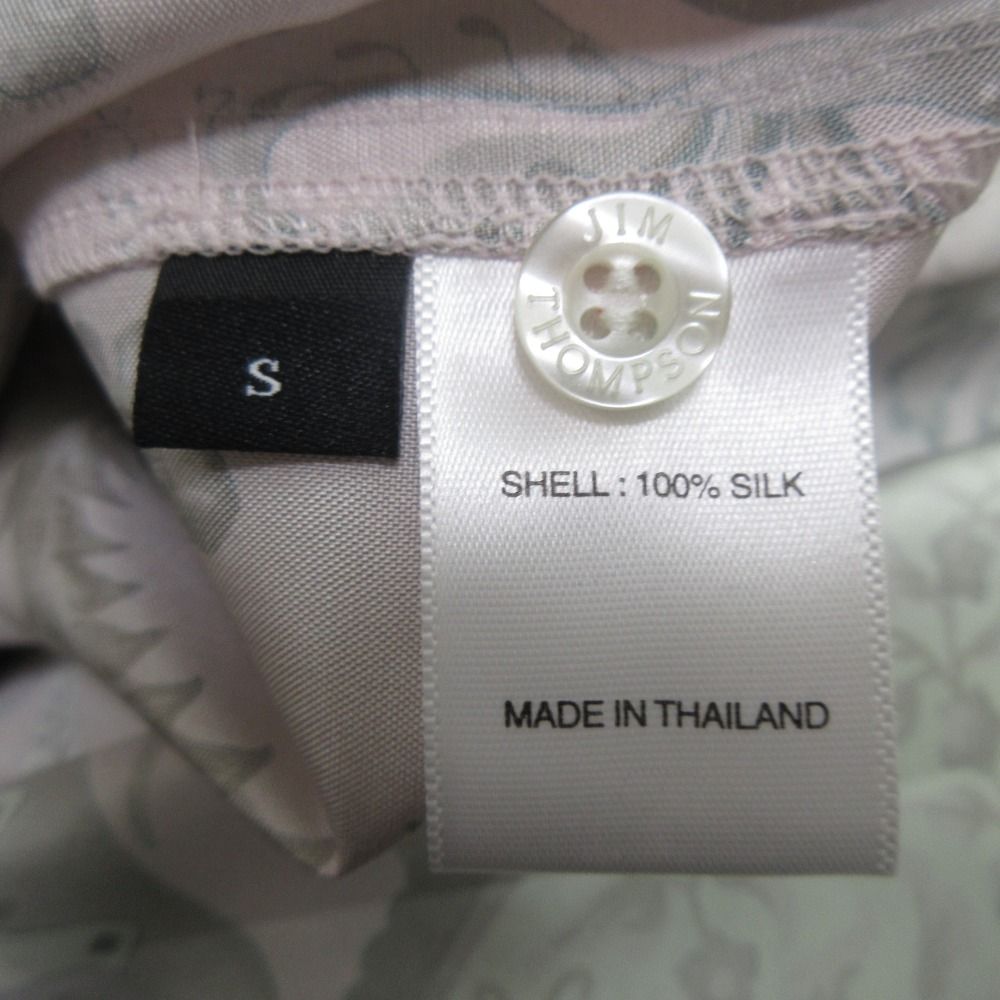 JIM
THOMPSON
S
SHELL : 100% SILK
MADE IN THAILAND